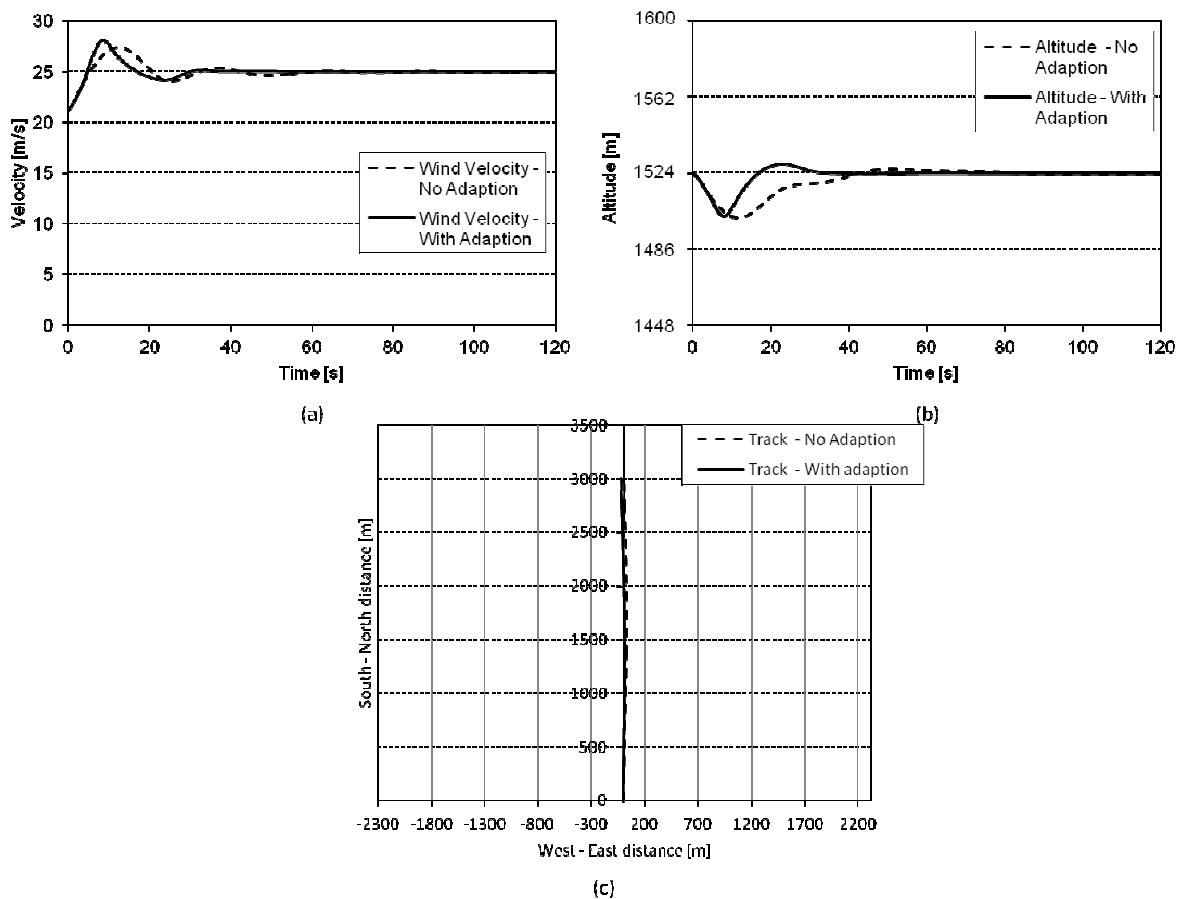 30
25
20
15
10
5
0
Velocity [m/s]
Wind Velocity -
No Adaption
Wind Velocity -
With Adaption
0 20 40 60 80 100 120
Time [s]
(a)
1600
1562
1524
1486
1448
Altitude [m]
Altitude - No
Adaption
Altitude - With
Adaption
0 20 40 60 80 100 120
Time [s]
(b)
3500
3000
2500
2000
1500
1000
500
0
South - North distance [m]
Track - No Adaption
Track - With adaption
-2300 -1800 -1300 -800 -300 200 700 1200 1700 2200
West - East distance [m]
(c)